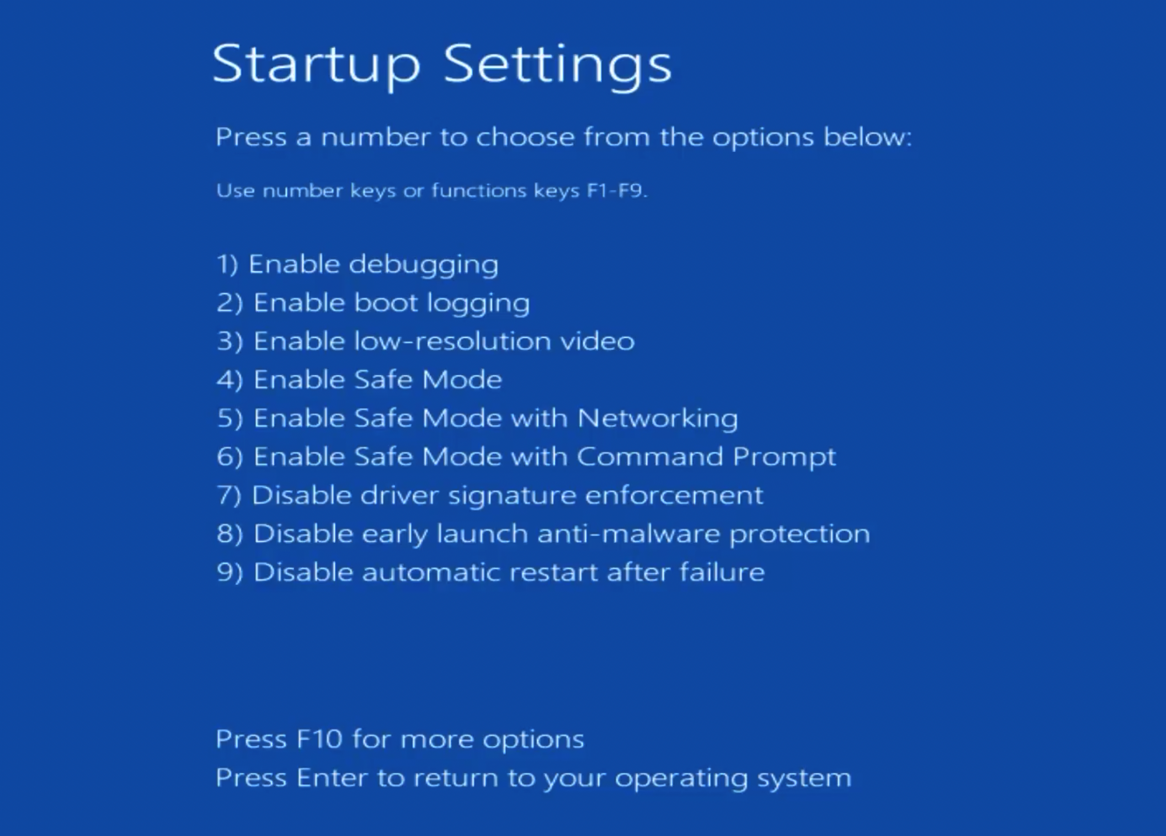 Startup Settings
Press a number to choose from the options below:
Use number keys or functions keys F1-F9.
1) Enable debugging
2) Enable boot logging
3) Enable low-resolution video
4) Enable Safe Mode
5) Enable Safe Mode with Networking
6) Enable Safe Mode with Command Prompt
7) Disable driver signature enforcement
8) Disable early launch anti-malware protection
9) Disable automatic restart after failure
Press F10 for more options
Press Enter to return to your operating system